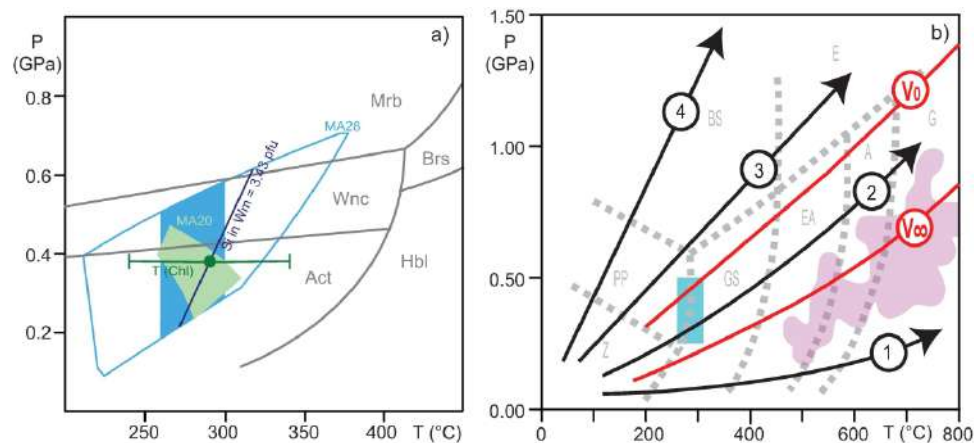 P
(GPa)
a)
0.8
0.6
0.4
0.2
Mrb
MA26
Brs
Si in Wm = 3.43 pfu
Wnc
MA20
T (Chl)
Act
Hbl
250
300
350
400
T (°C)
P
(GPa)
b)
1.50
1.00
0.50
0.00
E
V0
4
BS
G
3
A
2
EA
V∞
PP
GS
Z
1
0
200
400
600
800
T (°C)